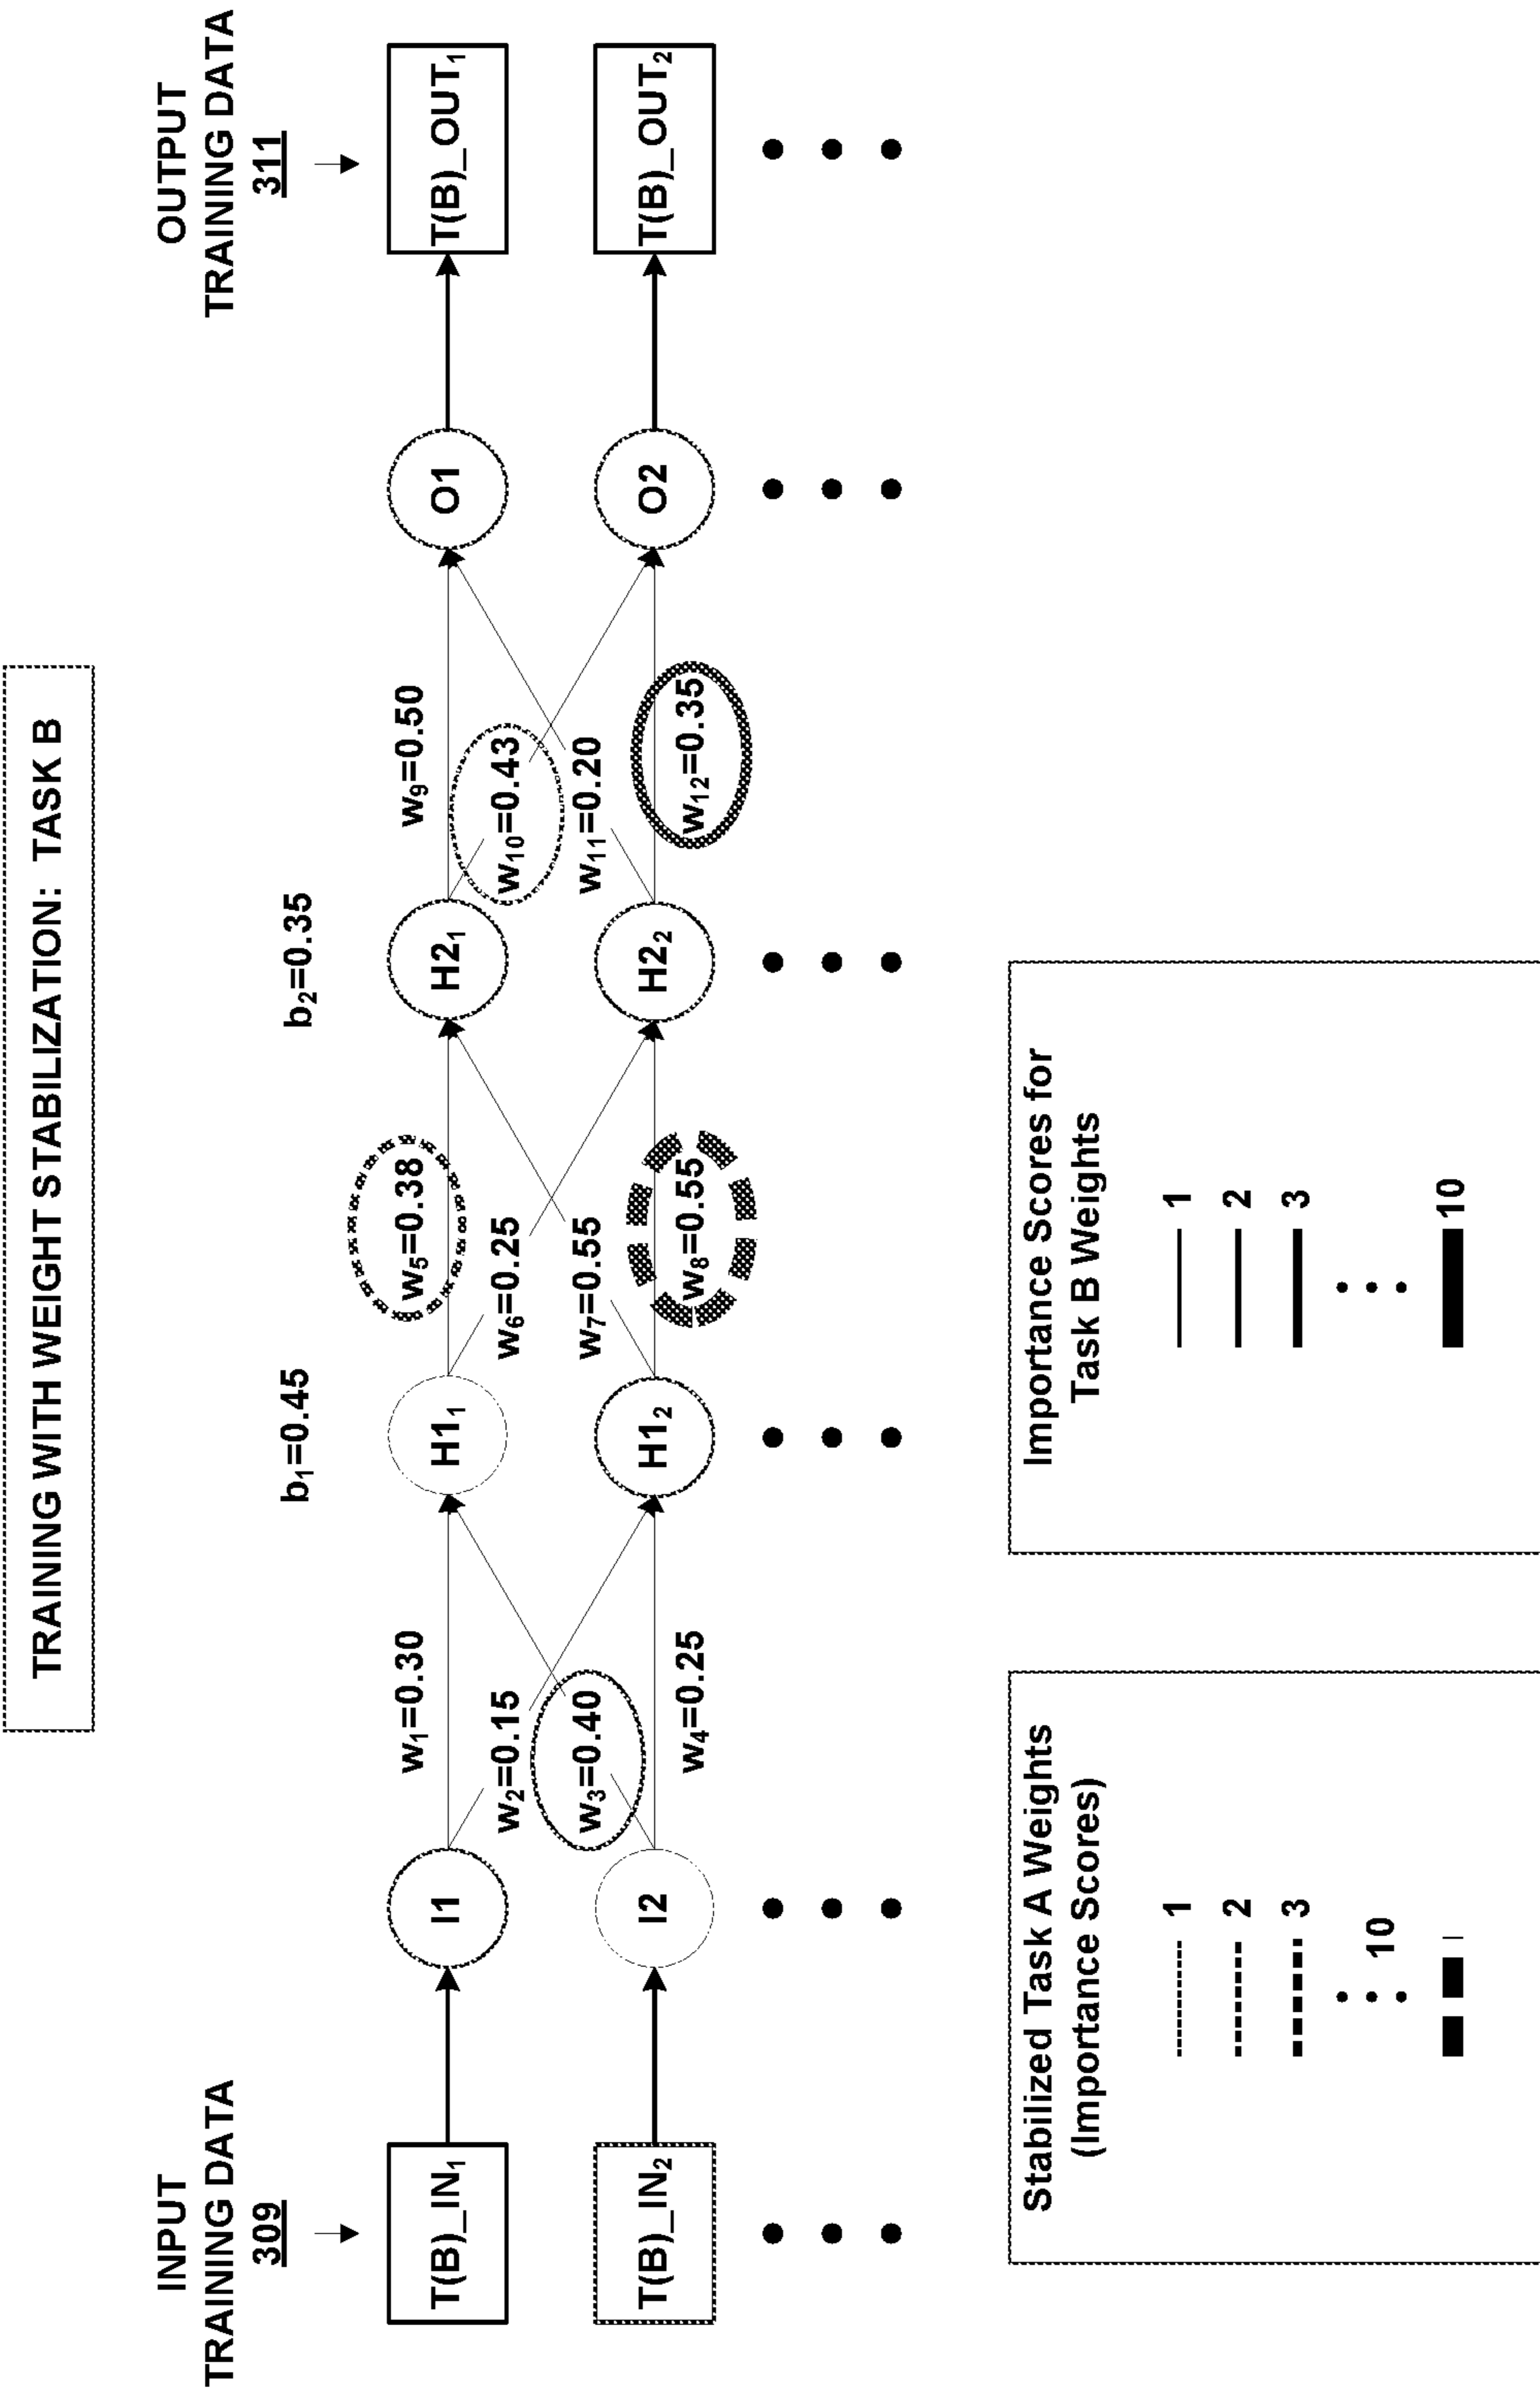 TRAINING WITH WEIGHT STABILIZATION: TASK B
INPUT
TRAINING DATA
309
OUTPUT
TRAINING DATA
311
b₁=0.45
b₂=0.35
T(B)_IN₁
I1
w₁=0.30
H1₁
w₅=0.38
H2₁
w₉=0.50
O1
T(B)_OUT₁
w₂=0.15
w₆=0.25
w₁₀=0.43
w₃=0.40
w₇=0.55
w₁₁=0.20
T(B)_IN₂
I2
w₄=0.25
H1₂
w₈=0.55
H2₂
w₁₂=0.35
O2
T(B)_OUT₂
Stabilized Task A Weights
(Importance Scores)
1
2
3
10
Importance Scores for
Task B Weights
1
2
3
10